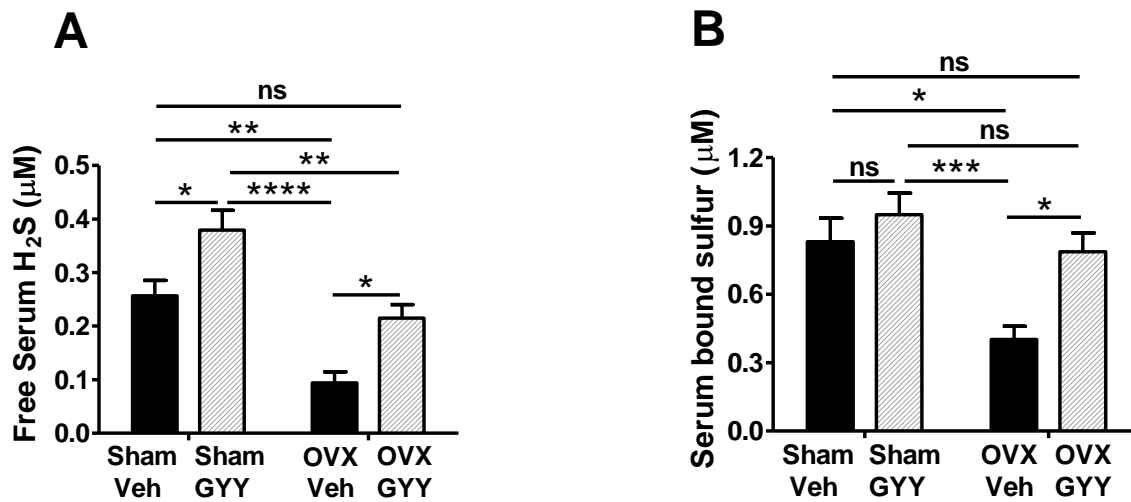 A
ns
**
**
* ****
*
Free Serum H2S (μM)
0.5
0.4
0.3
0.2
0.1
0.0
Sham Sham OVX OVX
Veh GYY Veh GYY
B
ns
*
ns
ns ***
*
Serum bound sulfur (μM)
1.2
0.9
0.6
0.3
0.0
Sham Sham OVX OVX
Veh GYY Veh GYY